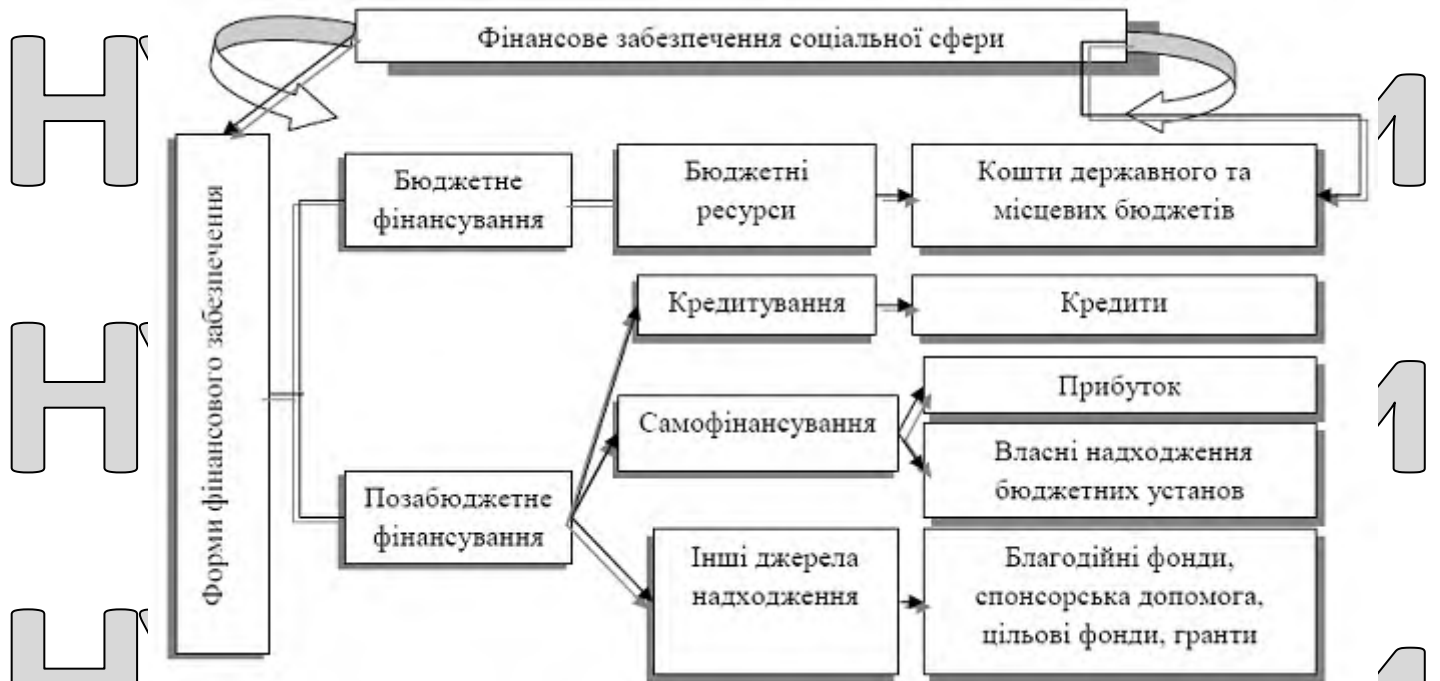 Фінансове забезпечення соціальної сфери
Форми фінансового забезпечення
Бюджетне
фінансування
Бюджетні
ресурси
Кошти державного та
місцевих бюджетів
Кредитування
Кредити
Самофінансування
Прибуток
Власні надходження
бюджетних установ
Позабюджетне
фінансування
Інші джерела
надходження
Благодійні фонди,
спонсорська допомога,
цільові фонди, гранти